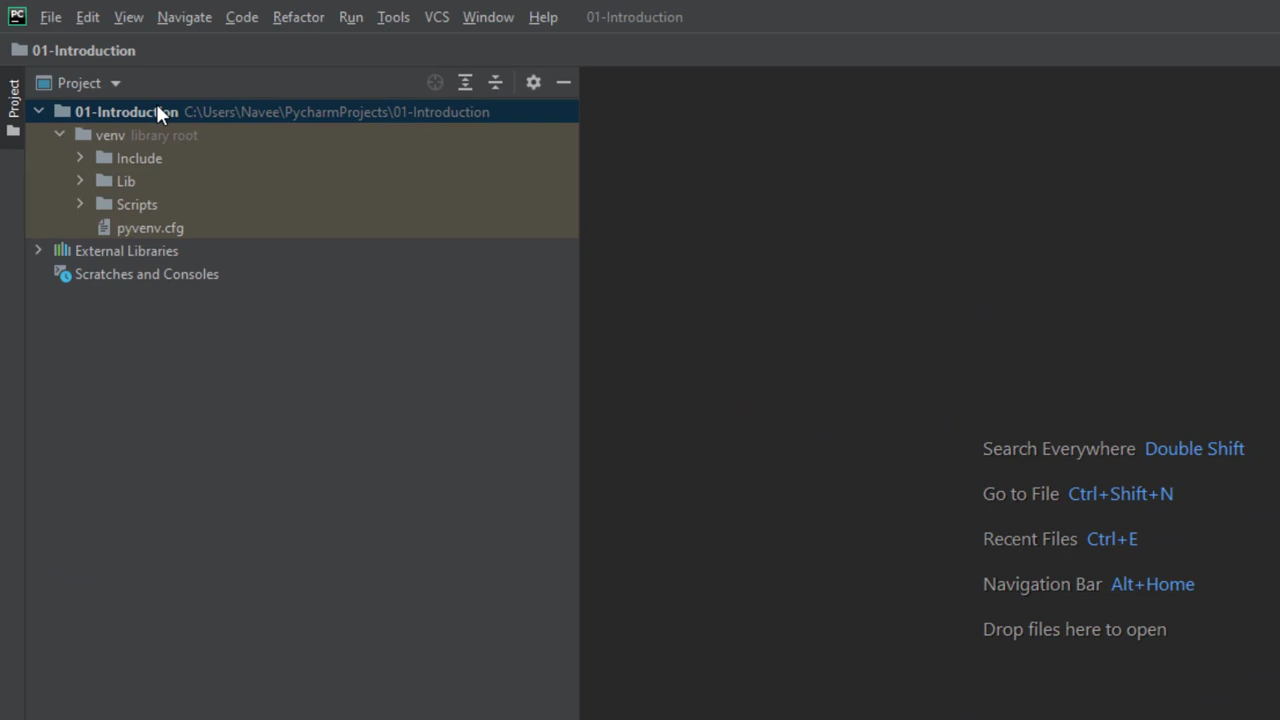 PC File Edit View Navigate Code Refactor Run Tools VCS Window Help 01-Introduction
01-Introduction
Project
Project
01-Introduction C:\Users\Navee\PycharmProjects\01-Introduction
venv library root
Include
Lib
Scripts
pyvenv.cfg
External Libraries
Scratches and Consoles
Search Everywhere Double Shift
Go to File Ctrl+Shift+N
Recent Files Ctrl+E
Navigation Bar Alt+Home
Drop files here to open